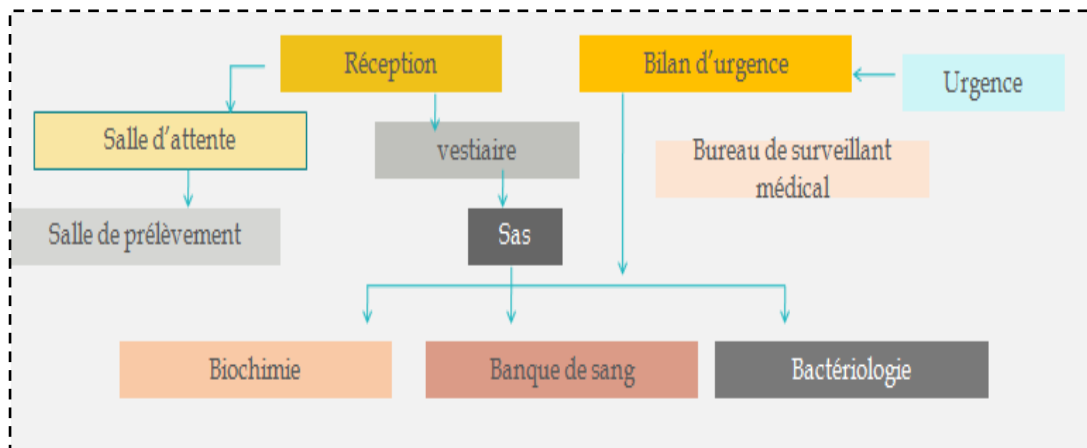 Réception
Bilan d'urgence
Urgence
Salle d'attente
vestiaire
Bureau de surveillant
médical
Salle de prélèvement
Sas
Biochimie
Banque de sang
Bactériologie